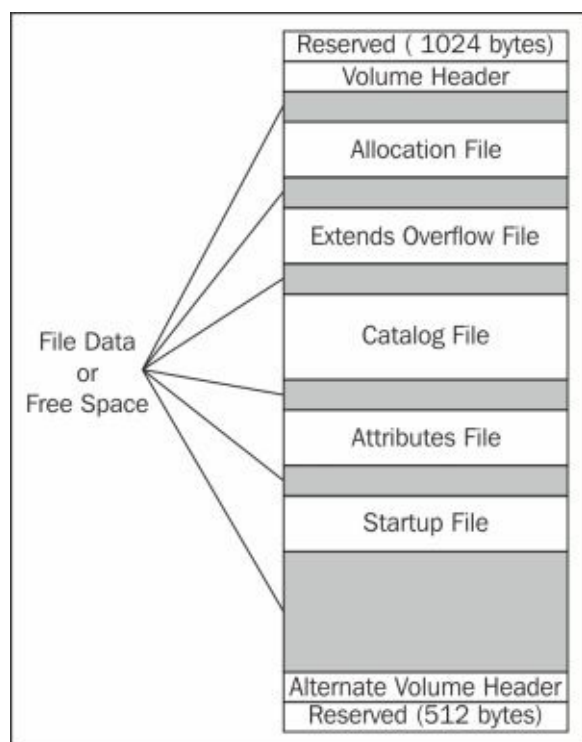 Reserved ( 1024 bytes)
Volume Header
Allocation File
Extends Overflow File
Catalog File
File Data
or
Free Space
Attributes File
Startup File
Alternate Volume Header
Reserved (512 bytes)